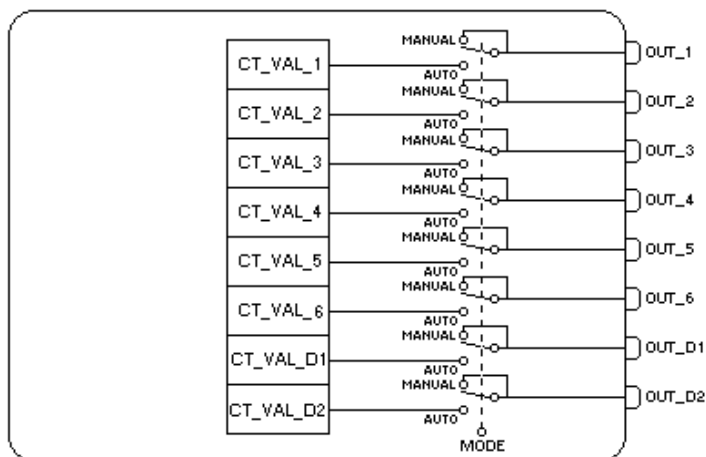 MANUAL
OUT_1
CT_VAL_1
AUTO
MANUAL
OUT_2
CT_VAL_2
AUTO
MANUAL
OUT_3
CT_VAL_3
AUTO
MANUAL
OUT_4
CT_VAL_4
AUTO
MANUAL
OUT_5
CT_VAL_5
AUTO
MANUAL
OUT_6
CT_VAL_6
AUTO
MANUAL
OUT_D1
CT_VAL_D1
AUTO
MANUAL
OUT_D2
CT_VAL_D2
AUTO
MODE